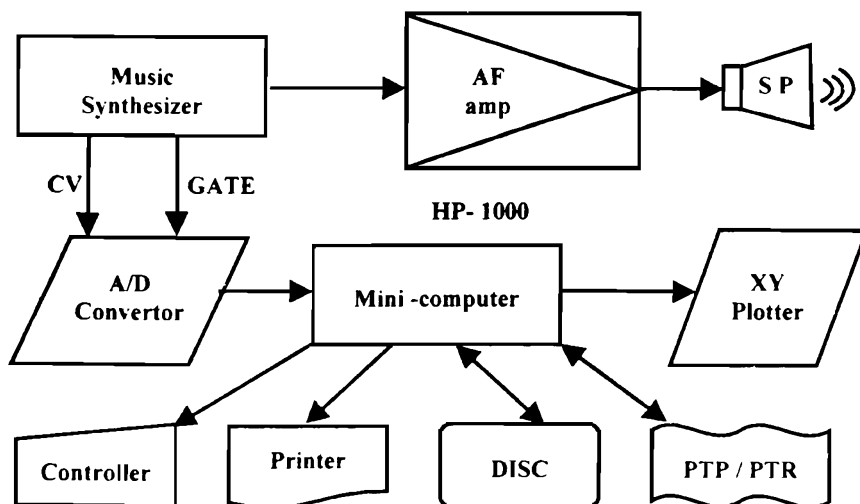 Music
Synthesizer
AF
amp
S P
CV
GATE
HP- 1000
A/D
Convertor
Mini -computer
XY
Plotter
Controller
Printer
DISC
PTP / PTR